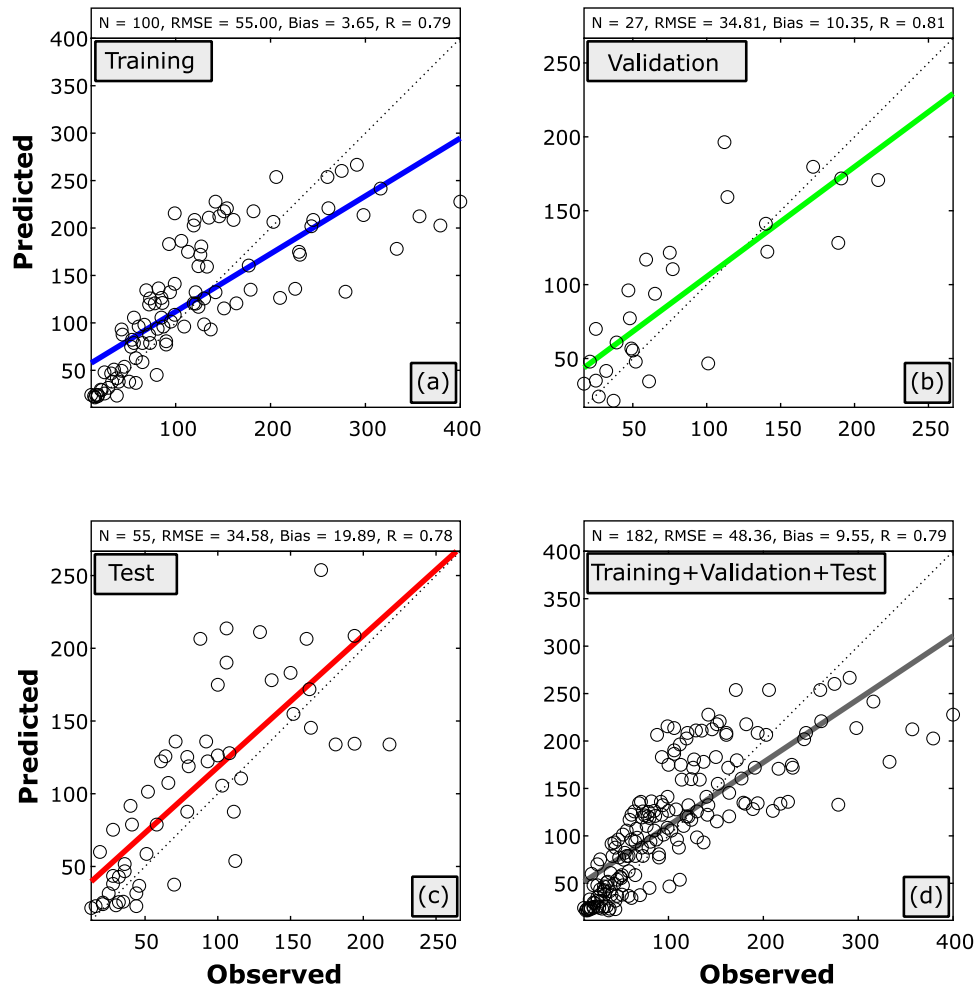 N = 100, RMSE = 55.00, Bias = 3.65, R = 0.79
Training
400
350
300
250
200
150
100
50
Predicted
(a)
100 200 300 400
N = 27, RMSE = 34.81, Bias = 10.35, R = 0.81
Validation
250
200
150
100
50
(b)
50 100 150 200 250
N = 55, RMSE = 34.58, Bias = 19.89, R = 0.78
Test
250
200
150
100
50
Predicted
(c)
50 100 150 200 250
Observed
N = 182, RMSE = 48.36, Bias = 9.55, R = 0.79
Training+Validation+Test
400
350
300
250
200
150
100
50
(d)
100 200 300 400
Observed